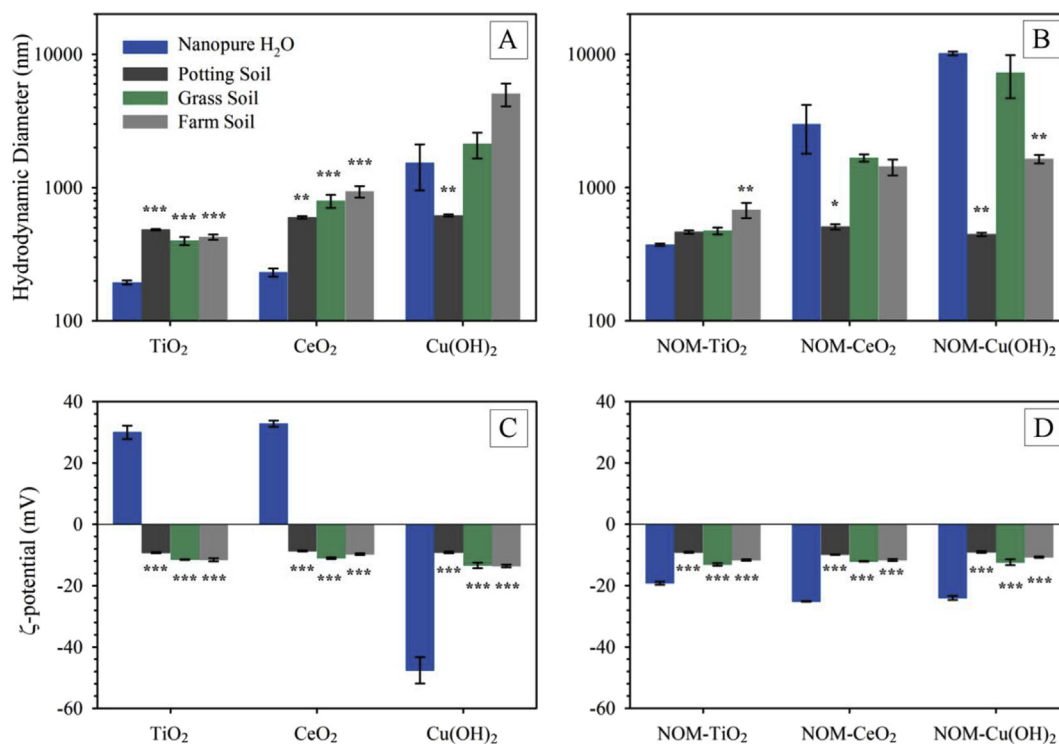 A
Hydrodynamic Diameter (nm)
10000
1000
100
Nanopure H₂O
Potting Soil
Grass Soil
Farm Soil
***
***
***
**
***
***
**
TiO₂
CeO₂
Cu(OH)₂
B
10000
1000
100
**
*
**
**
NOM-TiO₂
NOM-CeO₂
NOM-Cu(OH)₂
C
ζ-potential (mV)
40
20
0
-20
-40
-60
***
***
***
***
***
***
***
***
***
TiO₂
CeO₂
Cu(OH)₂
D
40
20
0
-20
-40
-60
***
***
***
***
***
***
***
***
***
NOM-TiO₂
NOM-CeO₂
NOM-Cu(OH)₂